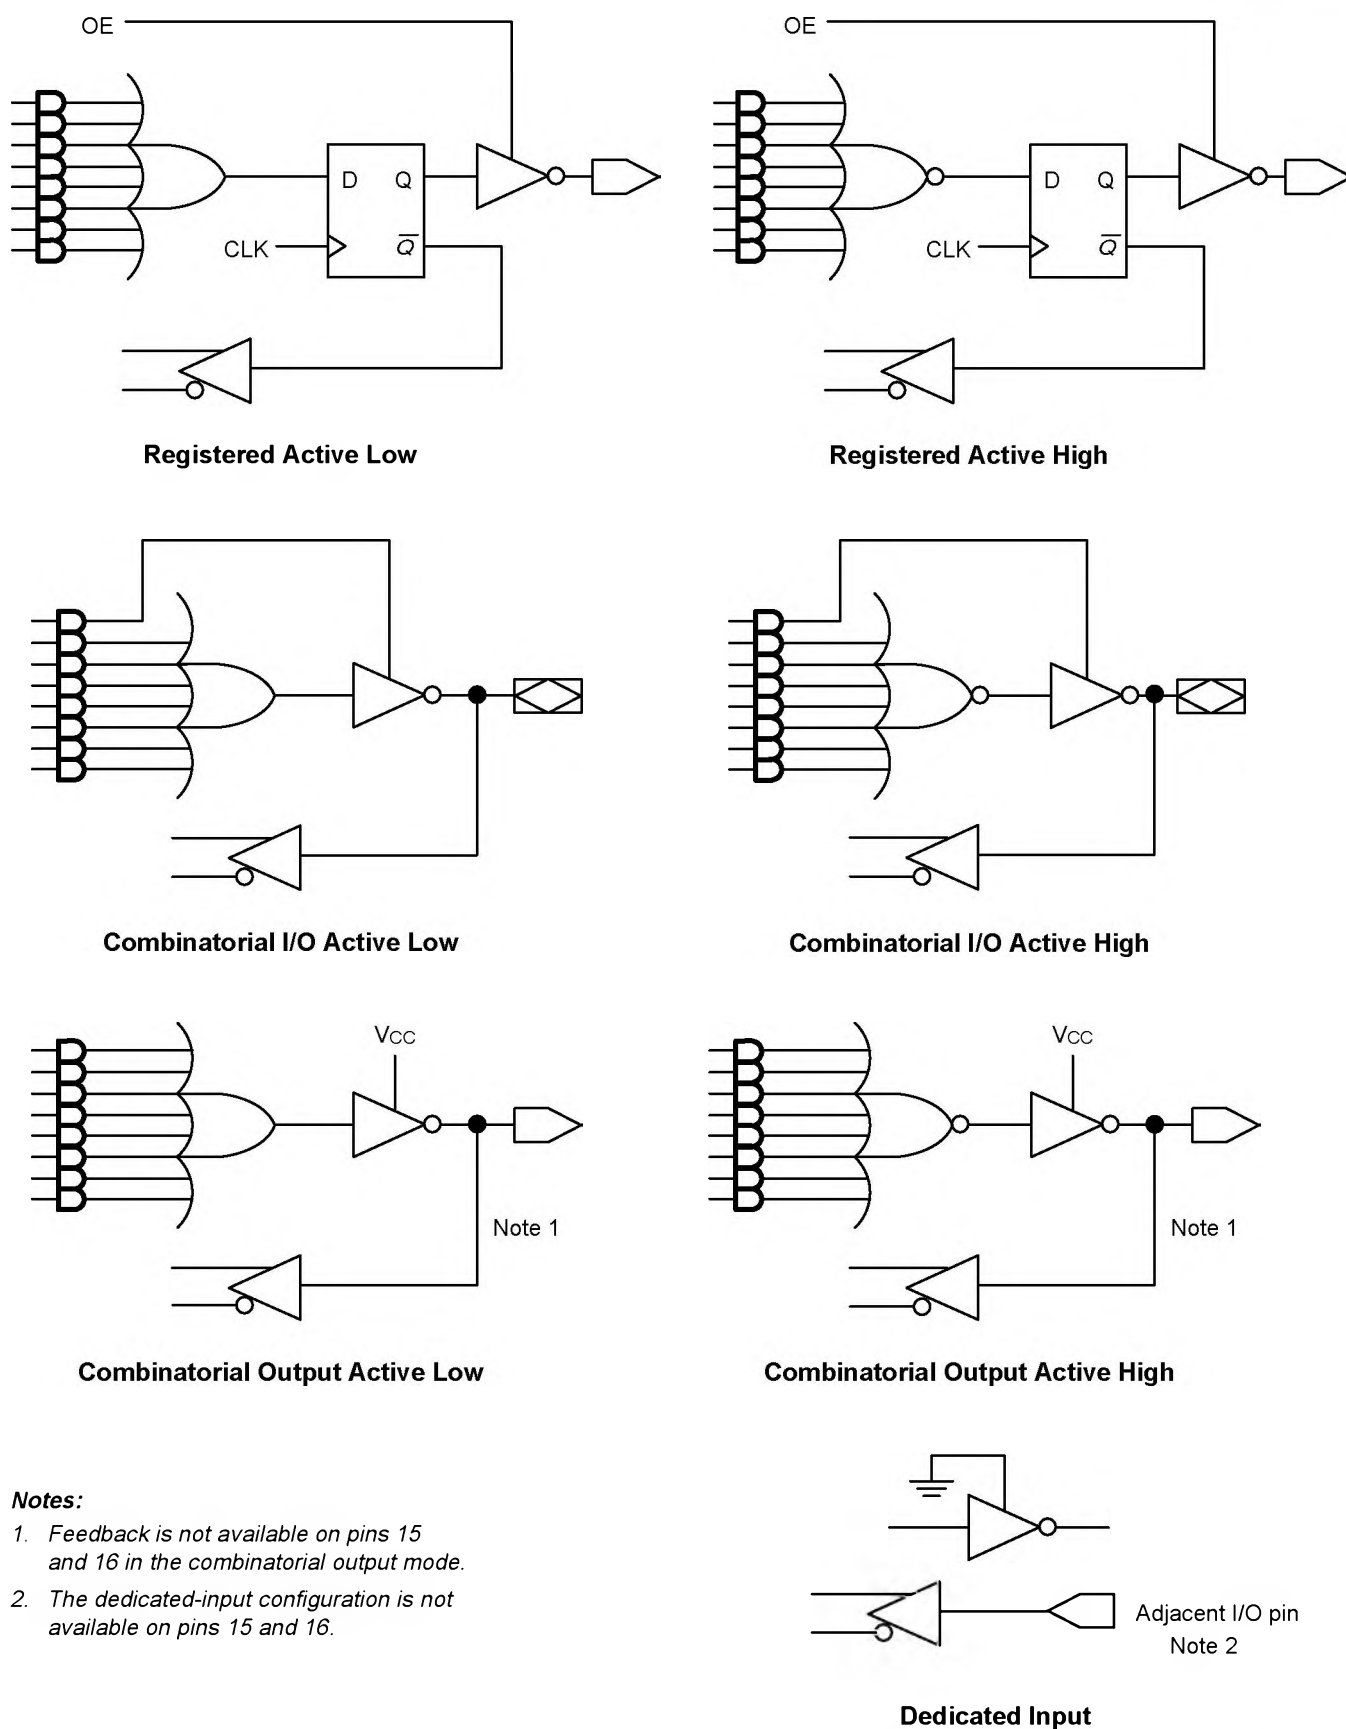 OE
OE
D Q
D Q
CLK
Q̅
CLK
Q̅
Registered Active Low
Registered Active High
Combinatorial I/O Active Low
Combinatorial I/O Active High
VCC
VCC
Note 1
Note 1
Combinatorial Output Active Low
Combinatorial Output Active High
Notes:
1. Feedback is not available on pins 15
and 16 in the combinatorial output mode.
2. The dedicated-input configuration is not
available on pins 15 and 16.
Adjacent I/O pin
Note 2
Dedicated Input